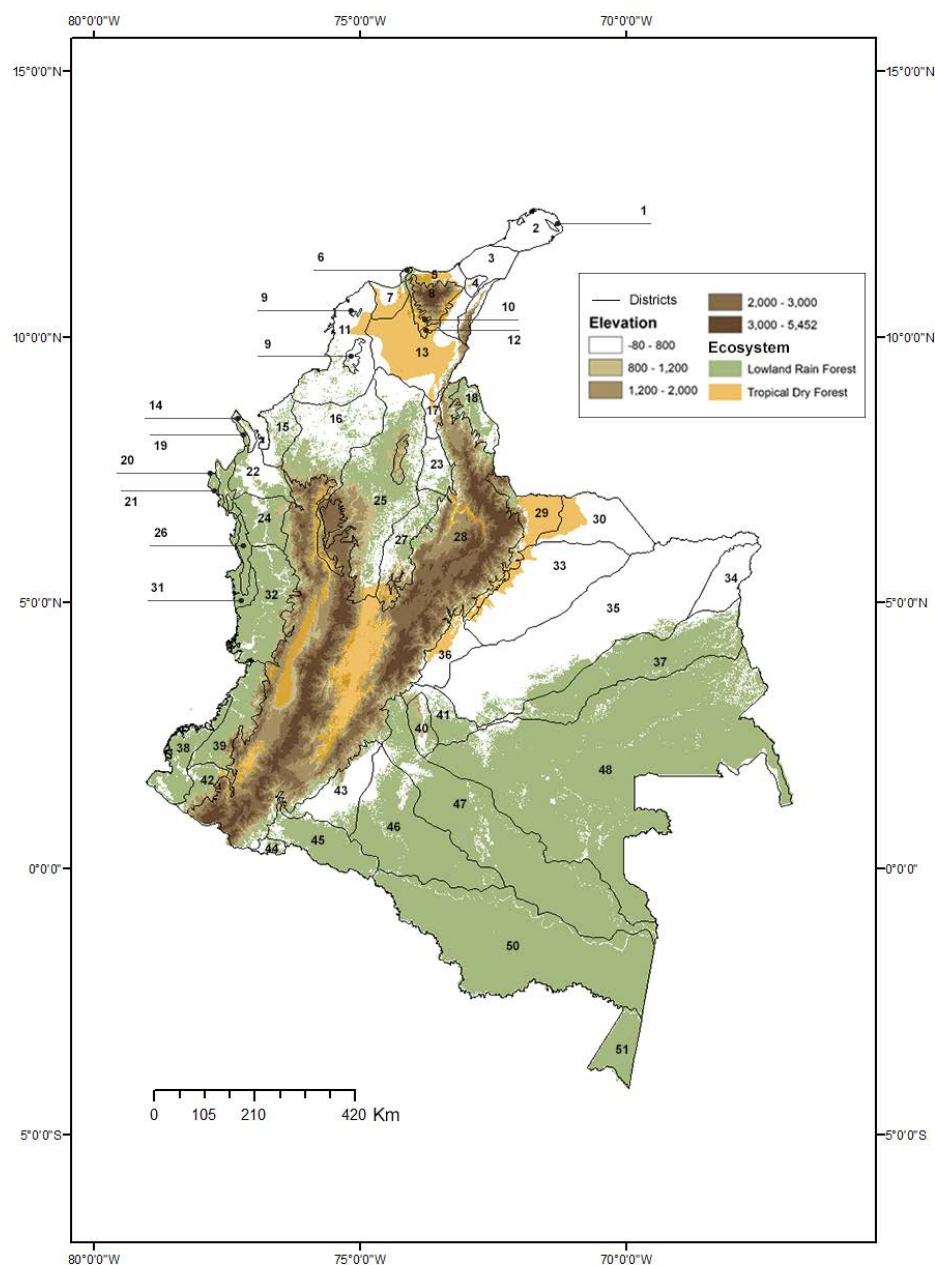 80°0'0"W 75°0'0"W 70°0'0"W
15°0'0"N 15°0'0"N
1
2
6 3
5 4
9 7 8 10
11 12
10°0'0"N 10°0'0"N
9 13
Districts
Elevation
-80 - 800
800 - 1,200
1,200 - 2,000
2,000 - 3,000
3,000 - 5,452
Ecosystem
Lowland Rain Forest
Tropical Dry Forest
14 17 18
19 15 16
20 22 23
21 24 25 29 30
26 27 28
31 32 33 34
5°0'0"N 35 5°0'0"N
36 37
38 39 40 41
42 43 47 48
44 45 46
0°0'0" 0°0'0"
50
51
0 105 210 420 Km
5°0'0"S 5°0'0"S
80°0'0"W 75°0'0"W 70°0'0"W